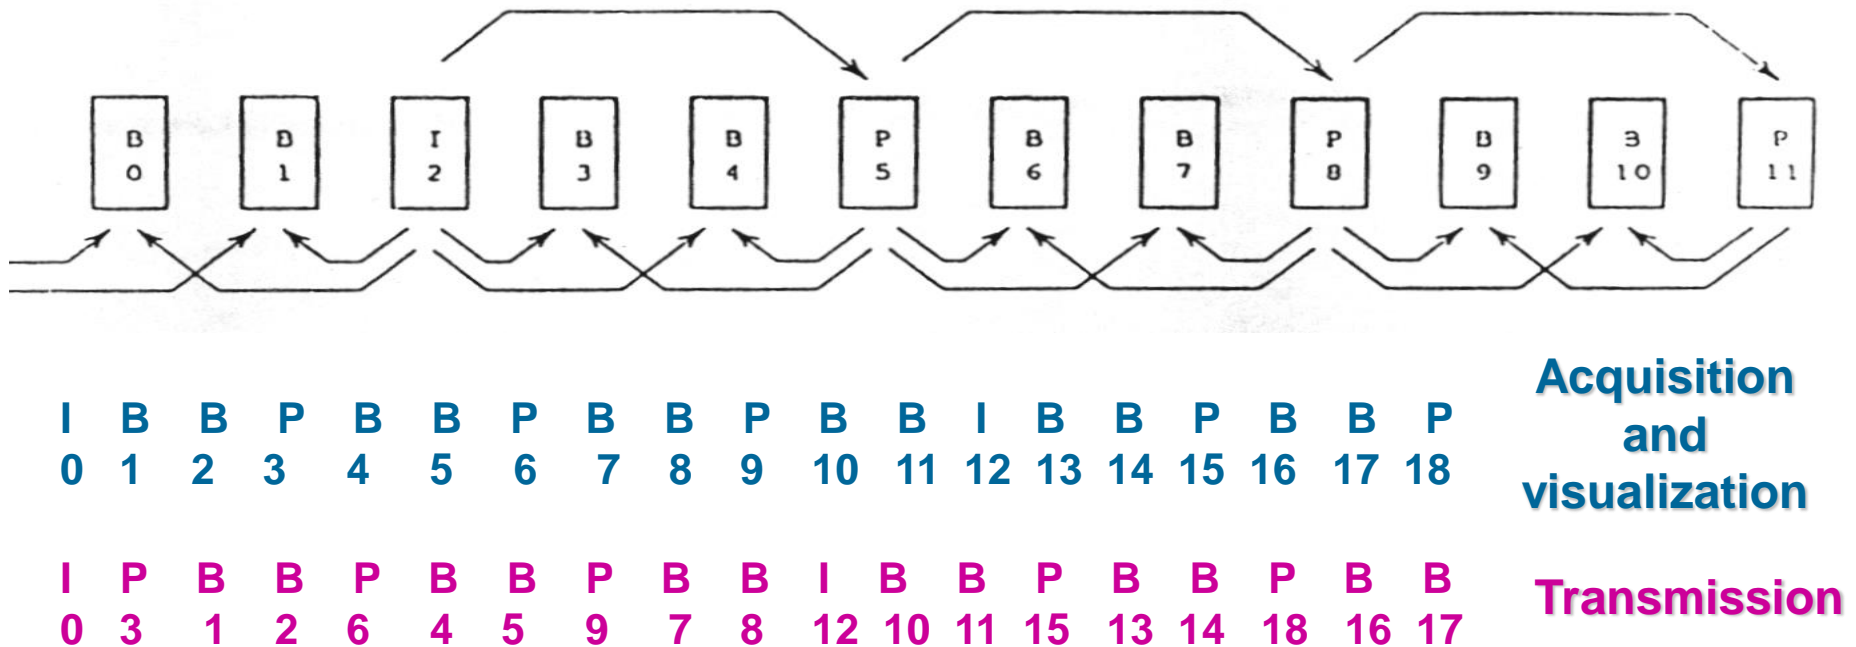 B B I B B P B B P B 3 P
0 1 2 3 4 5 6 7 8 9 10 11
I B B P B B P B B P B B I B B P B B P
0 1 2 3 4 5 6 7 8 9 10 11 12 13 14 15 16 17 18
Acquisition
and
visualization
I P B B P B B P B B I B B P B B P B B
0 3 1 2 6 4 5 9 7 8 12 10 11 15 13 14 18 16 17
Transmission